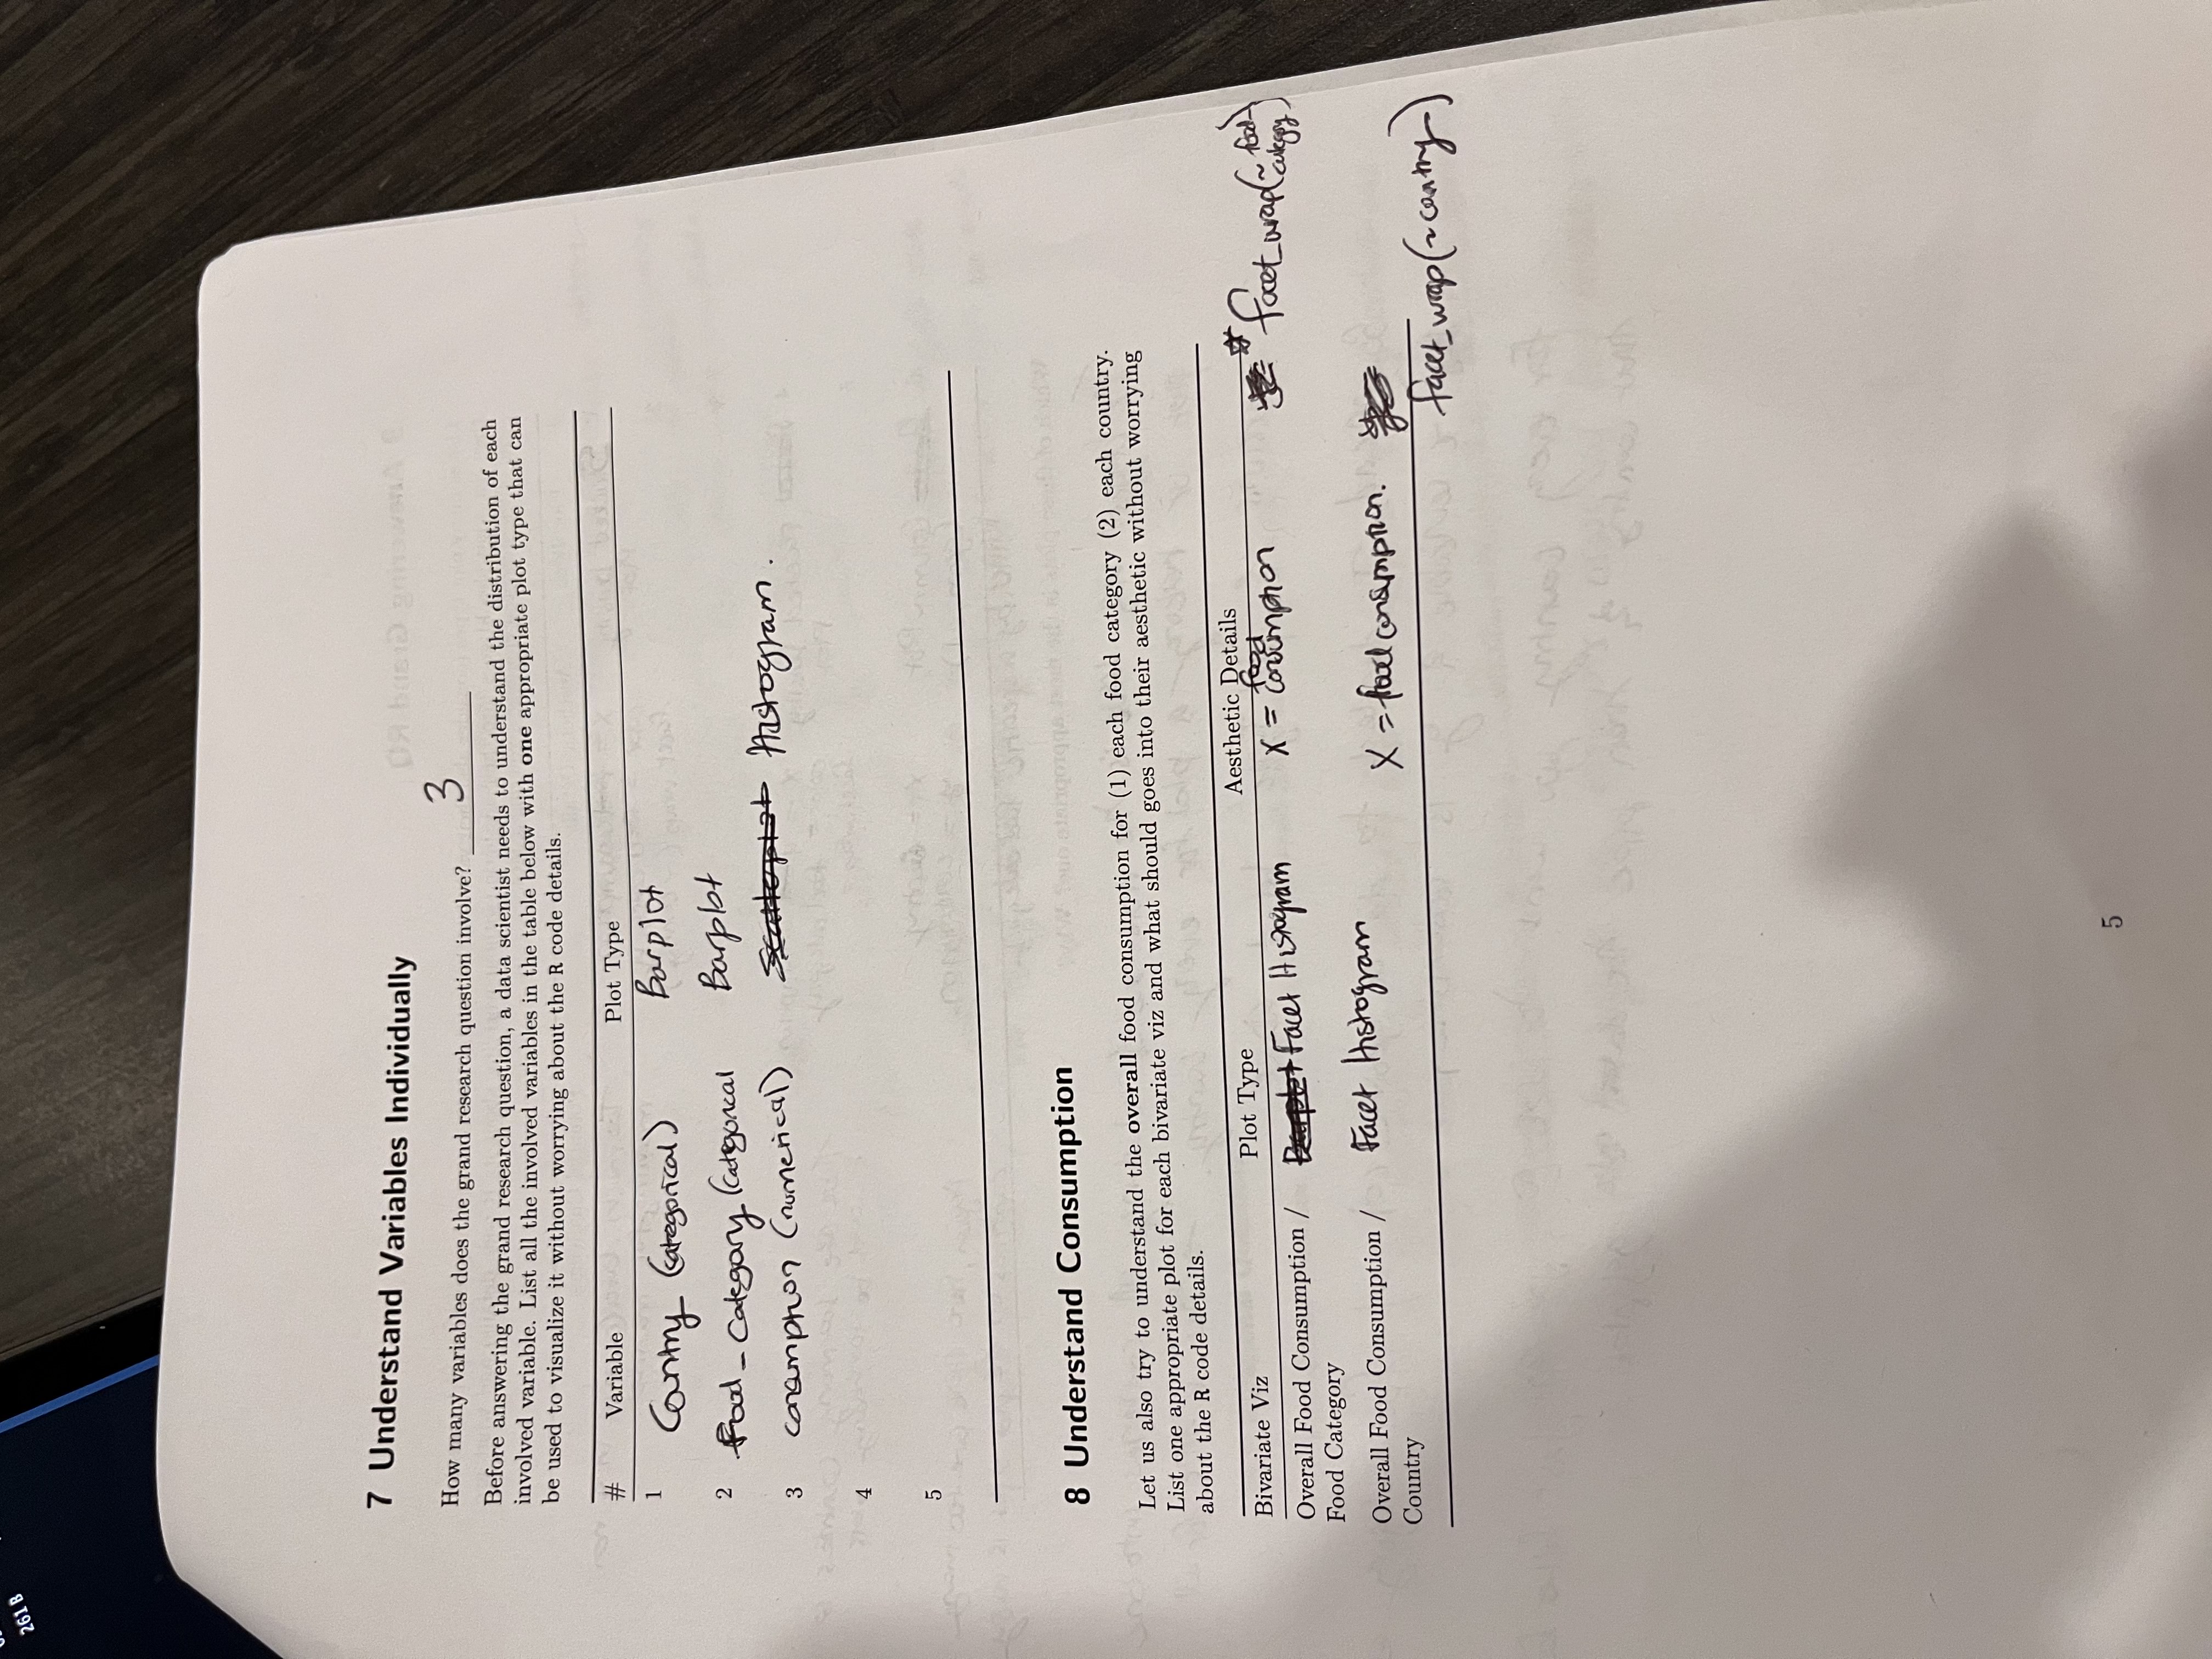 261 B
7 Understand Variables Individually
How many variables does the grand research question involve? 3
Before answering the grand research question, a data scientist needs to understand the distribution of each
involved variable. List all the involved variables in the table below with one appropriate plot type that can
be used to visualize it without worrying about the R code details.
# Variable Plot Type
1 Country (categorical) Barplot
2 food_category (categorical Barplot
3 consumption (numerical) Scatterplot Histogram.
4
5
8 Understand Consumption
Let us also try to understand the overall food consumption for (1) each food category (2) each country.
List one appropriate plot for each bivariate viz and what should goes into their aesthetic without worrying
about the R code details.
Bivariate Viz Plot Type Aesthetic Details
Overall Food Consumption / Barplot Facet Histogram x = food consumption facet_wrap(~ food_category)
Food Category
Overall Food Consumption / Facet Histogram x = food consumption.
Country facet_wrap(~country)
5